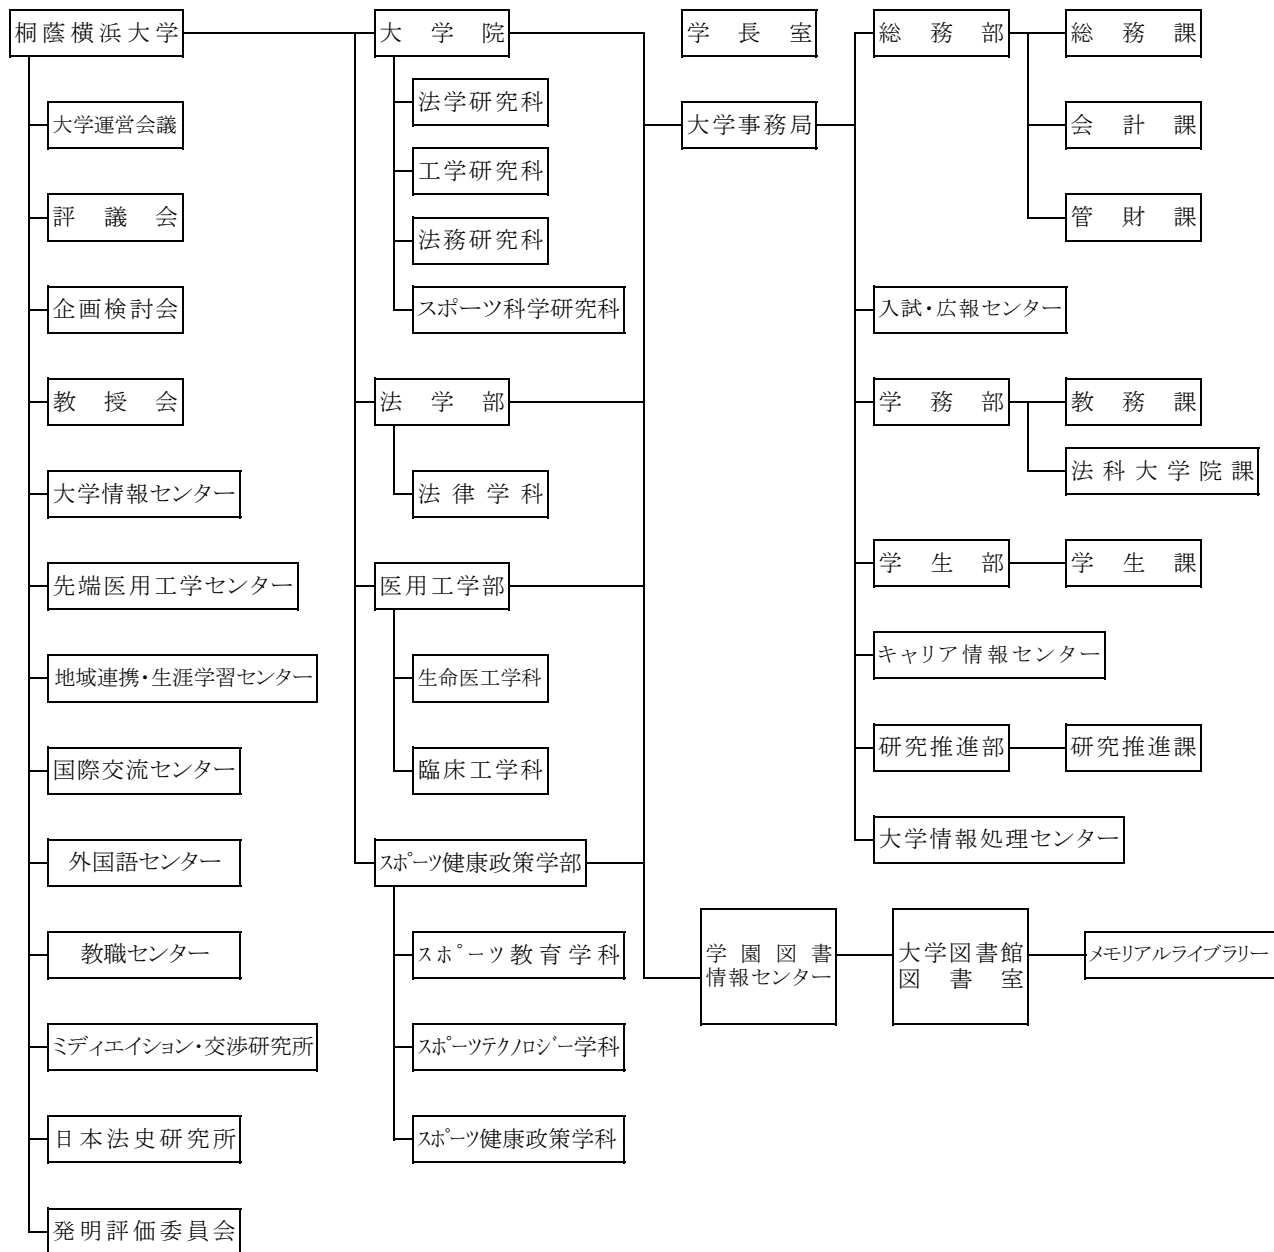 桐蔭横浜大学
大学運営会議
評議会
企画検討会
教授会
大学情報センター
先端医用工学センター
地域連携・生涯学習センター
国際交流センター
外国語センター
教職センター
ミディエイション・交渉研究所
日本法史研究所
発明評価委員会
大学院
法学研究科
工学研究科
法務研究科
スポーツ科学研究科
法学部
法律学科
医用工学部
生命医工学科
臨床工学科
スポーツ健康政策学部
スポーツ教育学科
スポーツテクノロジー学科
スポーツ健康政策学科
学長室
大学事務局
総務部
総務課
会計課
管財課
入試・広報センター
学務部
教務課
法科大学院課
学生部
学生課
キャリア情報センター
研究推進部
研究推進課
大学情報処理センター
学園図書
情報センター
大学図書館
図書室
メモリアルライブラリー